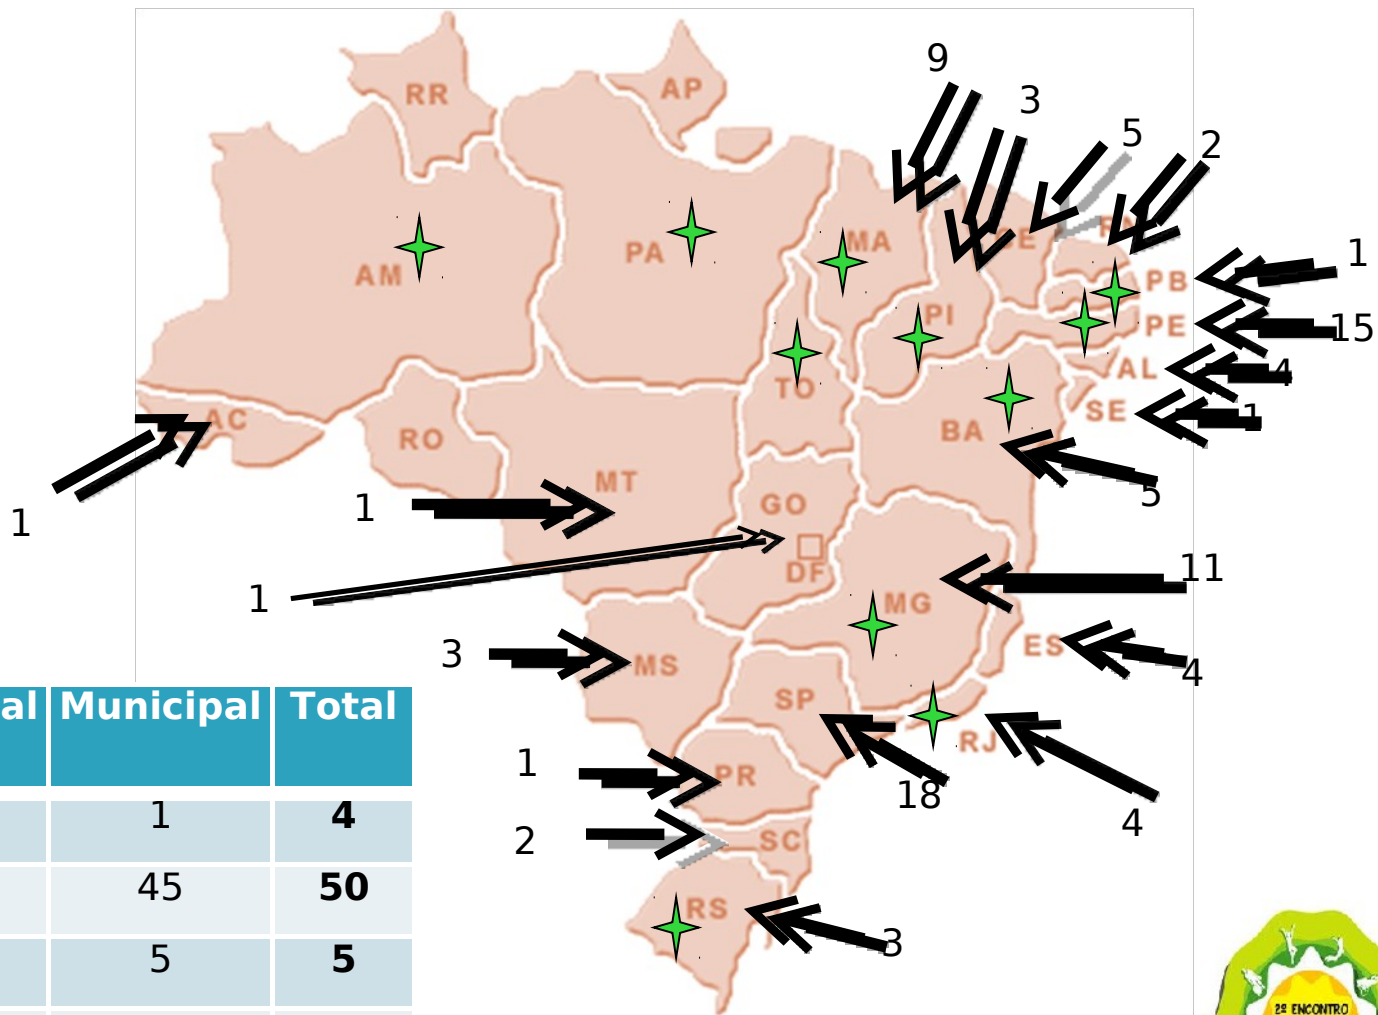 9
3
5
2
RR
AP
1
15
4
1
5
11
4
4
18
3
1
1
1
3
1
2
AM
PA
MA
CE
RN
PB
PE
PI
AL
SE
TO
BA
AC
RO
MT
GO
DF
MG
ES
MS
SP
RJ
PR
SC
RS
al Municipal Total
1 4
45 50
5 5
2º ENCONTRO